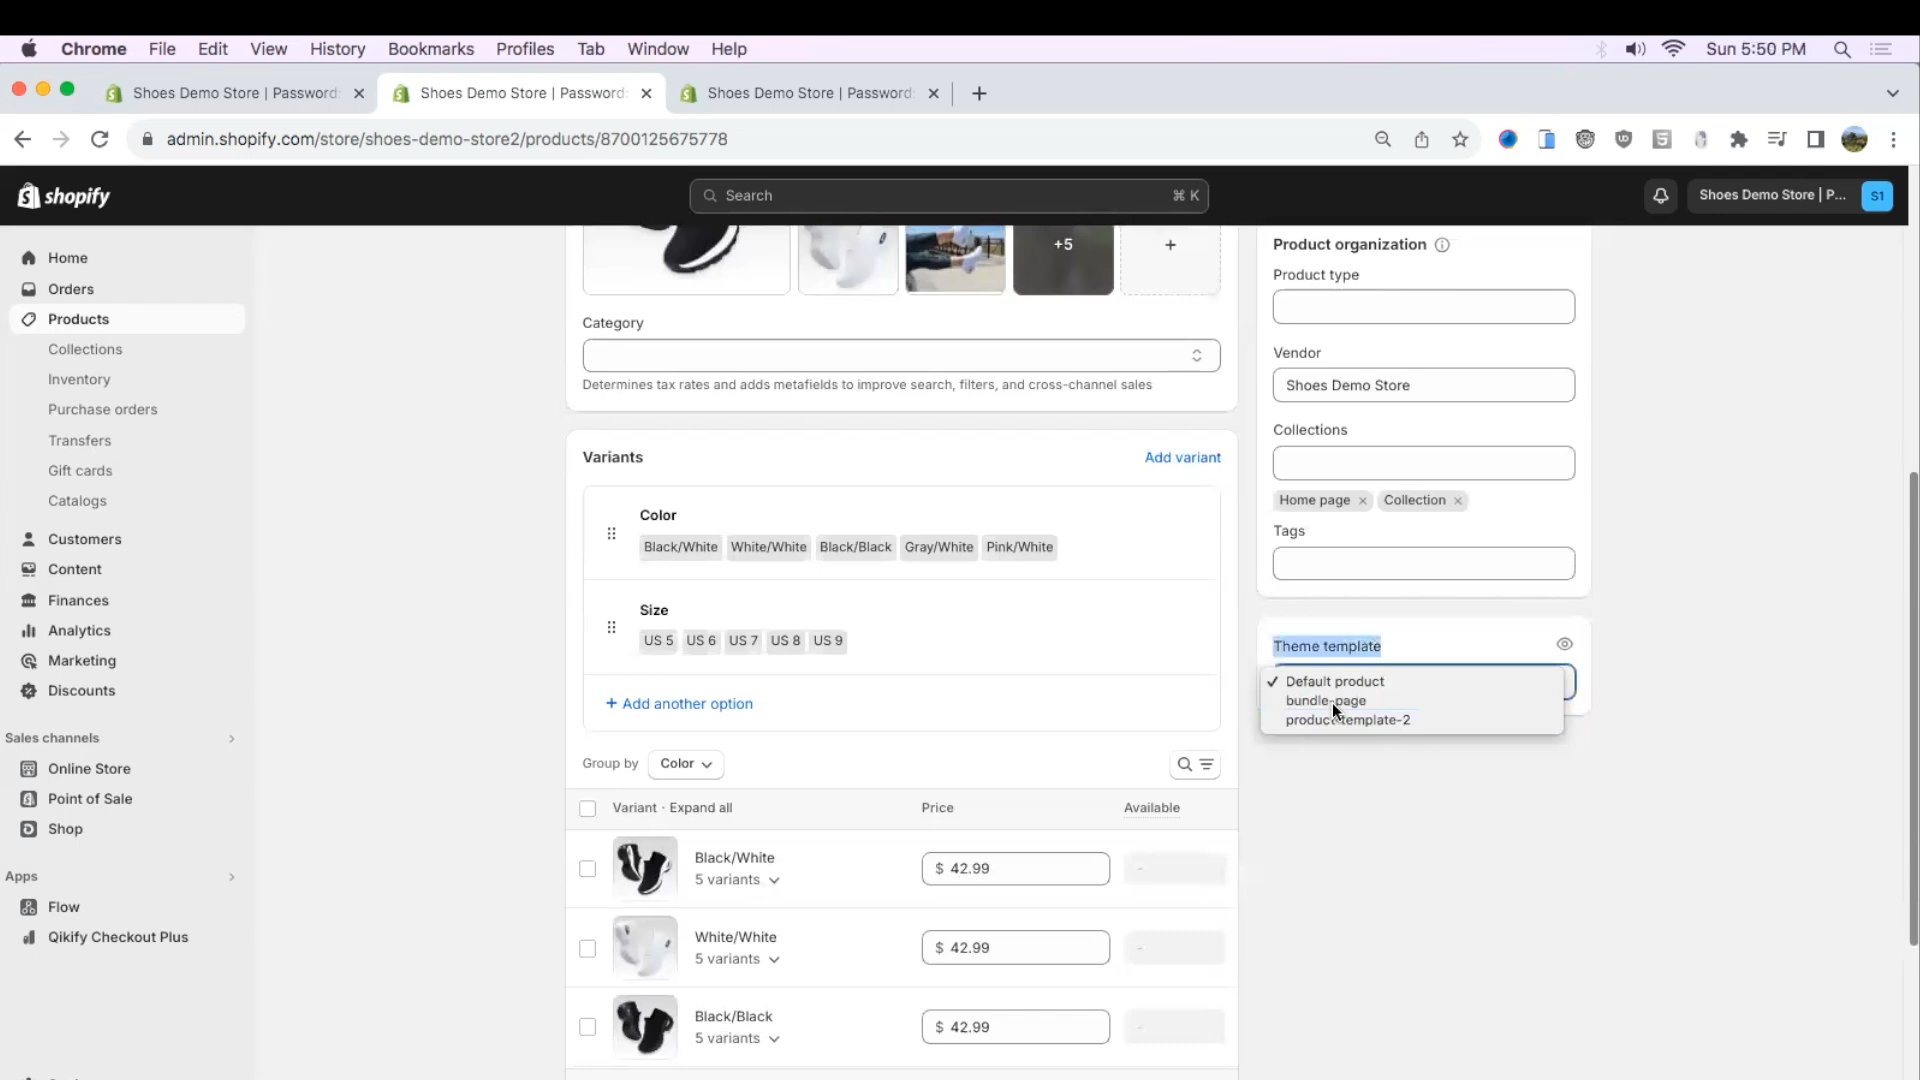 Chrome File Edit View History Bookmarks Profiles Tab Window Help Sun 5:50 PM
Shoes Demo Store | Password: Shoes Demo Store | Password: Shoes Demo Store | Password:
admin.shopify.com/store/shoes-demo-store2/products/8700125675778
shopify Search ⌘ K Shoes Demo Store | P... S1
Home
Orders
Products
Collections
Inventory
Purchase orders
Transfers
Gift cards
Catalogs
Customers
Content
Finances
Analytics
Marketing
Discounts
Sales channels
Online Store
Point of Sale
Shop
Apps
Flow
Qikify Checkout Plus
+5 +
Category
Determines tax rates and adds metafields to improve search, filters, and cross-channel sales
Variants Add variant
Color
Black/White White/White Black/Black Gray/White Pink/White
Size
US 5 US 6 US 7 US 8 US 9
+ Add another option
Group by Color
Variant · Expand all Price Available
Black/White
5 variants
$ 42.99 -
White/White
5 variants
$ 42.99 -
Black/Black
5 variants
$ 42.99 -
Product organization
Product type
Vendor
Shoes Demo Store
Collections
Home page × Collection ×
Tags
Theme template
✓ Default product
bundle-page
product-template-2